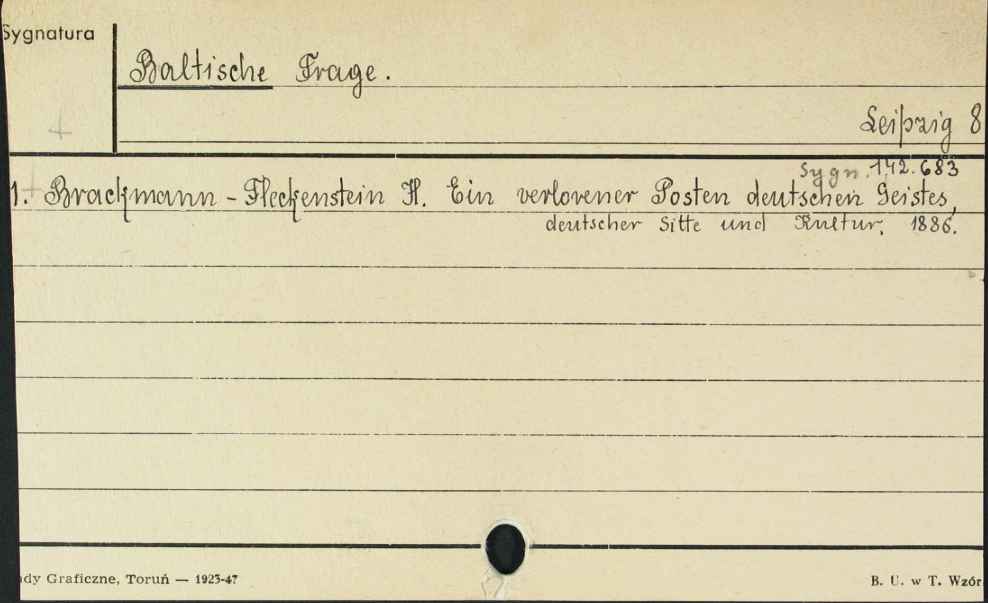 Sygnatura
Baltische Frage.
Leipzig 8
Sygn. 142.683
1. Brackmann - Fleckenstein H. Ein verlorener Posten deutschen Geistes,
deutscher Sitte und Kultur. 1886.
dy Graficzne, Toruń — 1923-47
B. U. w T. Wzór